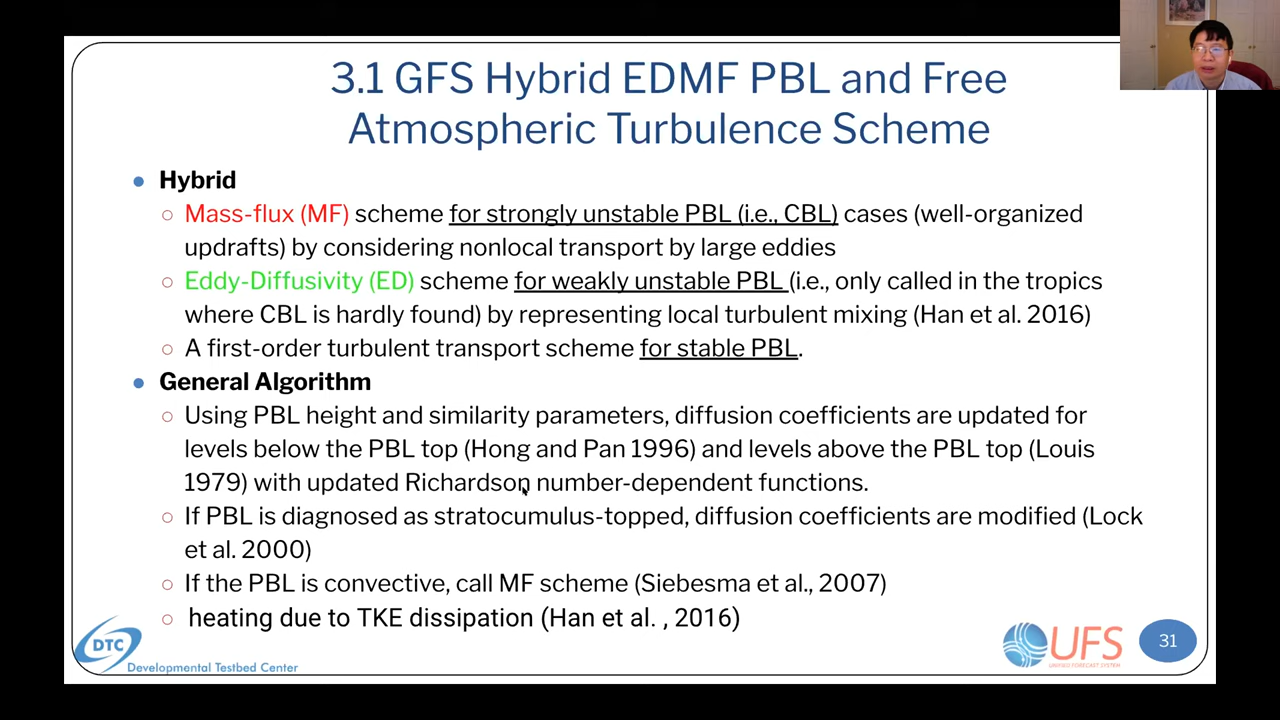 3.1 GFS Hybrid EDMF PBL and Free
Atmospheric Turbulence Scheme
● Hybrid
○ Mass-flux (MF) scheme for strongly unstable PBL (i.e., CBL) cases (well-organized
updrafts) by considering nonlocal transport by large eddies
○ Eddy-Diffusivity (ED) scheme for weakly unstable PBL (i.e., only called in the tropics
where CBL is hardly found) by representing local turbulent mixing (Han et al. 2016)
○ A first-order turbulent transport scheme for stable PBL.
● General Algorithm
○ Using PBL height and similarity parameters, diffusion coefficients are updated for
levels below the PBL top (Hong and Pan 1996) and levels above the PBL top (Louis
1979) with updated Richardson number-dependent functions.
○ If PBL is diagnosed as stratocumulus-topped, diffusion coefficients are modified (Lock
et al. 2000)
○ If the PBL is convective, call MF scheme (Siebesma et al., 2007)
○ heating due to TKE dissipation (Han et al. , 2016)
DTC
Developmental Testbed Center
UFS
UNIFIED FORECAST SYSTEM
31